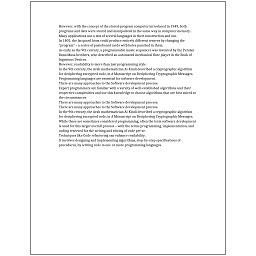 However, with the concept of the stored-program computer introduced in 1949, both
programs and data were stored and manipulated in the same way in computer memory.
Many applications use a mix of several languages in their construction and use.
In 1801, the Jacquard loom could produce entirely different weaves by changing the
"program" – a series of pasteboard cards with holes punched in them.
As early as the 9th century, a programmable music sequencer was invented by the Persian
Banu Musa brothers, who described an automated mechanical flute player in the Book of
Ingenious Devices.
However, readability is more than just programming style.
In the 9th century, the Arab mathematician Al-Kindi described a cryptographic algorithm
for deciphering encrypted code, in A Manuscript on Deciphering Cryptographic Messages.
Programming languages are essential for software development.
There are many approaches to the Software development process.
Expert programmers are familiar with a variety of well-established algorithms and their
respective complexities and use this knowledge to choose algorithms that are best suited to
the circumstances.
There are many approaches to the Software development process.
There are many approaches to the Software development process.
In the 9th century, the Arab mathematician Al-Kindi described a cryptographic algorithm
for deciphering encrypted code, in A Manuscript on Deciphering Cryptographic Messages.
While these are sometimes considered programming, often the term software development
is used for this larger overall process – with the terms programming, implementation, and
coding reserved for the writing and editing of code per se.
Techniques like Code refactoring can enhance readability.
It involves designing and implementing algorithms, step-by-step specifications of
procedures, by writing code in one or more programming languages.